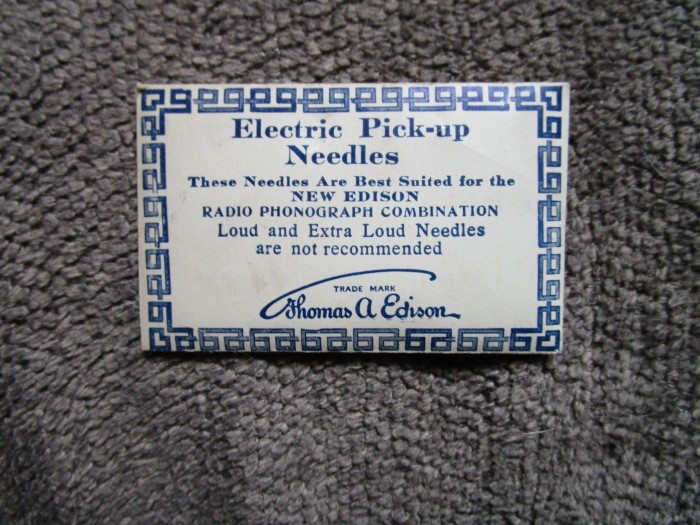 Electric Pick-up
Needles
These Needles Are Best Suited for the
NEW EDISON
RADIO PHONOGRAPH COMBINATION
Loud and Extra Loud Needles
are not recommended
TRADE MARK
Thomas A Edison